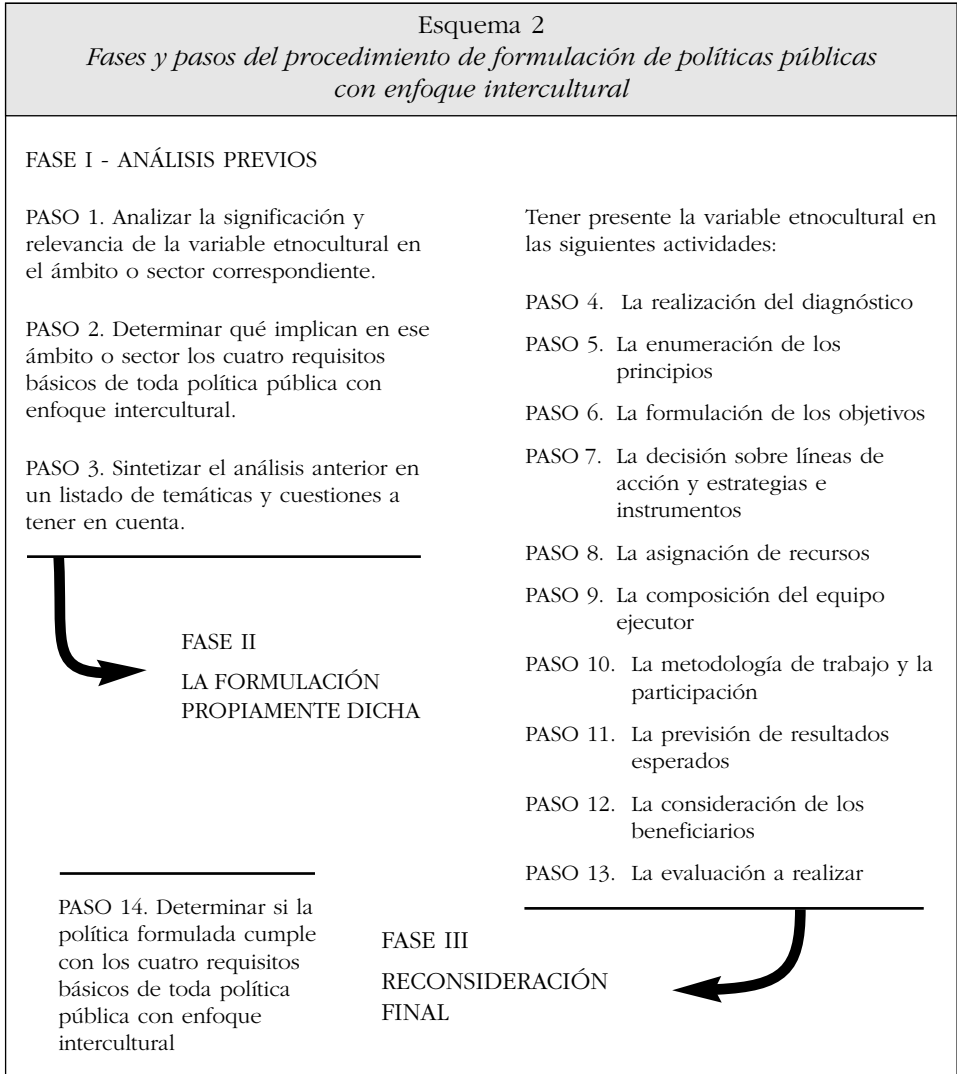 Esquema 2
Fases y pasos del procedimiento de formulación de políticas públicas
con enfoque intercultural
FASE I - ANÁLISIS PREVIOS
PASO 1. Analizar la significación y
relevancia de la variable etnocultural en
el ámbito o sector correspondiente.
PASO 2. Determinar qué implican en ese
ámbito o sector los cuatro requisitos
básicos de toda política pública con
enfoque intercultural.
PASO 3. Sintetizar el análisis anterior en
un listado de temáticas y cuestiones a
tener en cuenta.
FASE II
LA FORMULACIÓN
PROPIAMENTE DICHA
Tener presente la variable etnocultural en
las siguientes actividades:
PASO 4. La realización del diagnóstico
PASO 5. La enumeración de los
principios
PASO 6. La formulación de los objetivos
PASO 7. La decisión sobre líneas de
acción y estrategias e
instrumentos
PASO 8. La asignación de recursos
PASO 9. La composición del equipo
ejecutor
PASO 10. La metodología de trabajo y la
participación
PASO 11. La previsión de resultados
esperados
PASO 12. La consideración de los
beneficiarios
PASO 13. La evaluación a realizar
FASE III
RECONSIDERACIÓN
FINAL
PASO 14. Determinar si la
política formulada cumple
con los cuatro requisitos
básicos de toda política
pública con enfoque
intercultural